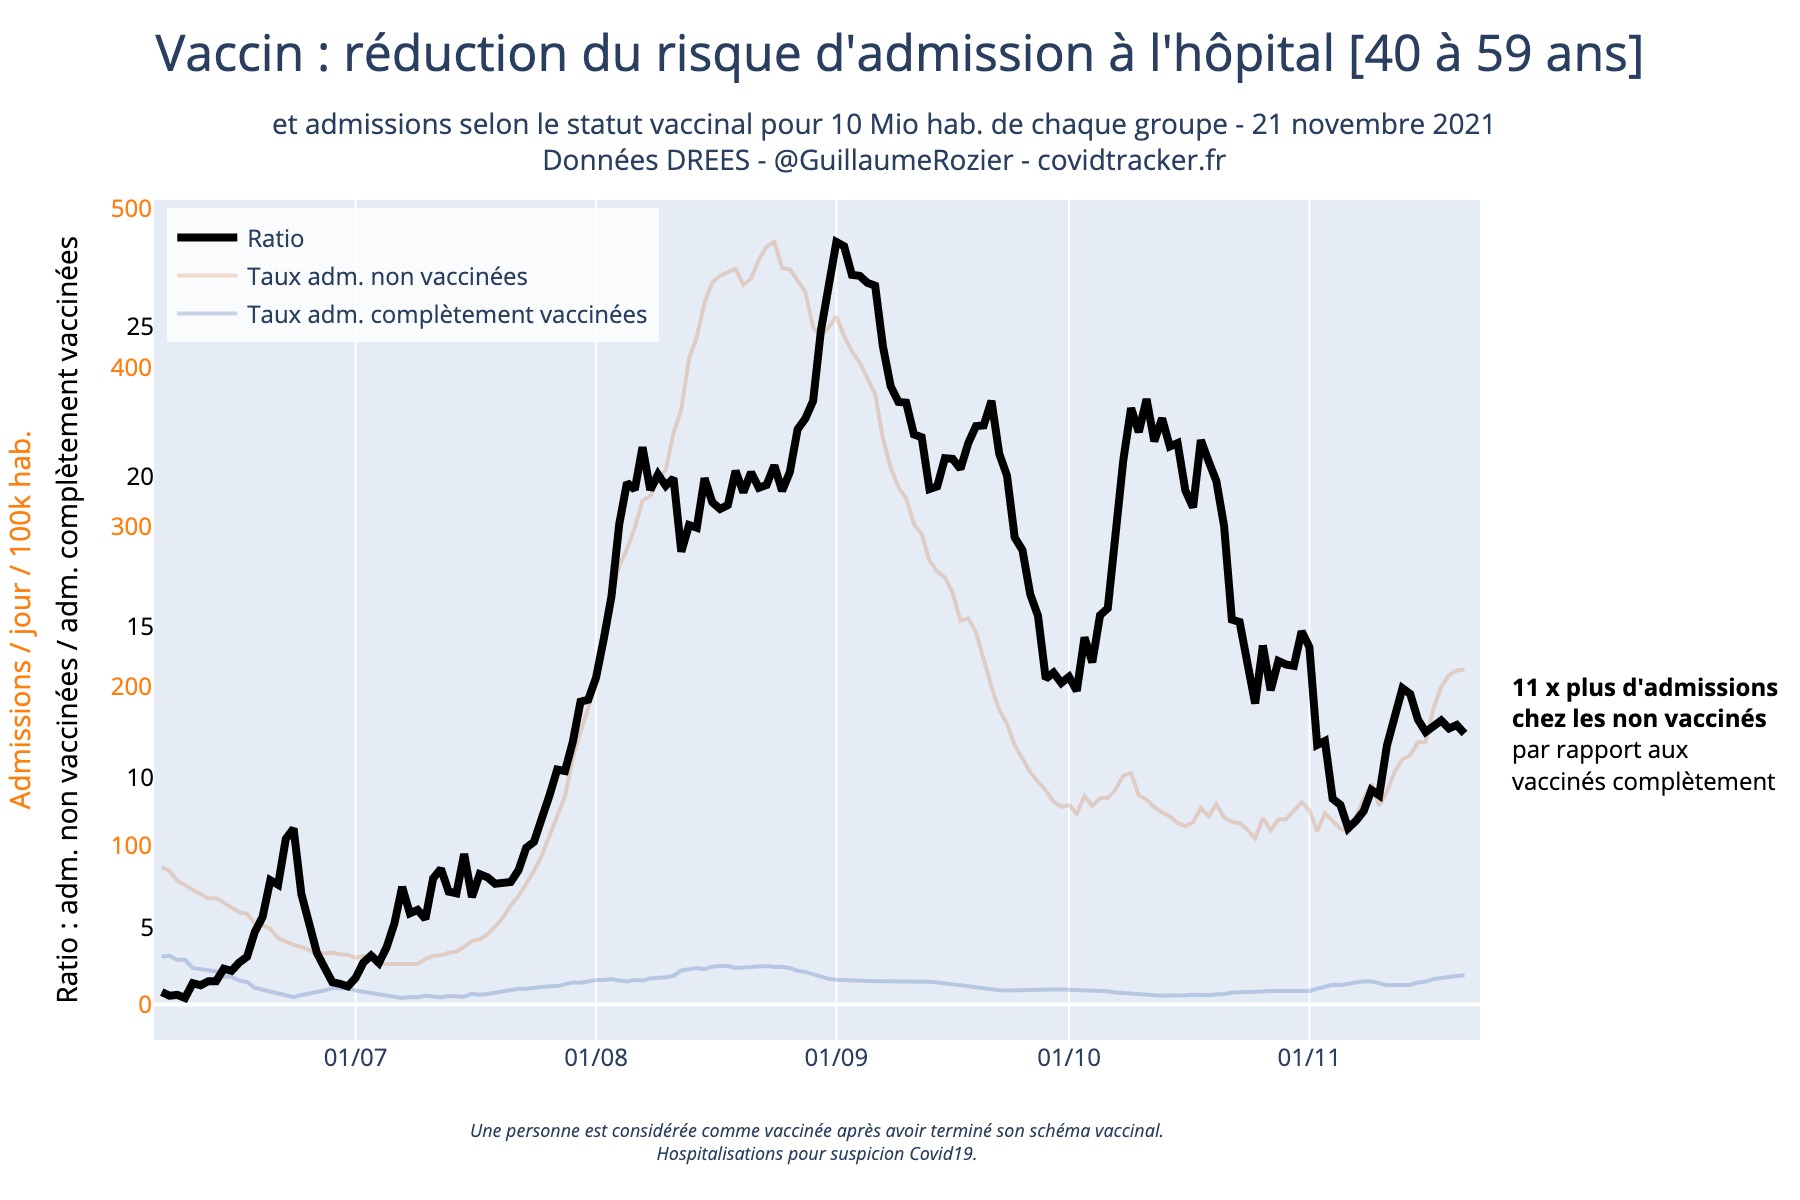 Vaccin : réduction du risque d'admission à l'hôpital [40 à 59 ans]
et admissions selon le statut vaccinal pour 10 Mio hab. de chaque groupe - 21 novembre 2021
Données DREES - @GuillaumeRozier - covidtracker.fr
Admissions / jour / 100k hab.
Ratio : adm. non vaccinées / adm. complètement vaccinées
500
25
400
20
300
15
200
10
100
5
0
Ratio
Taux adm. non vaccinées
Taux adm. complètement vaccinées
11 x plus d'admissions
chez les non vaccinés
par rapport aux
vaccinés complètement
01/07
01/08
01/09
01/10
01/11
Une personne est considérée comme vaccinée après avoir terminé son schéma vaccinal.
Hospitalisations pour suspicion Covid19.